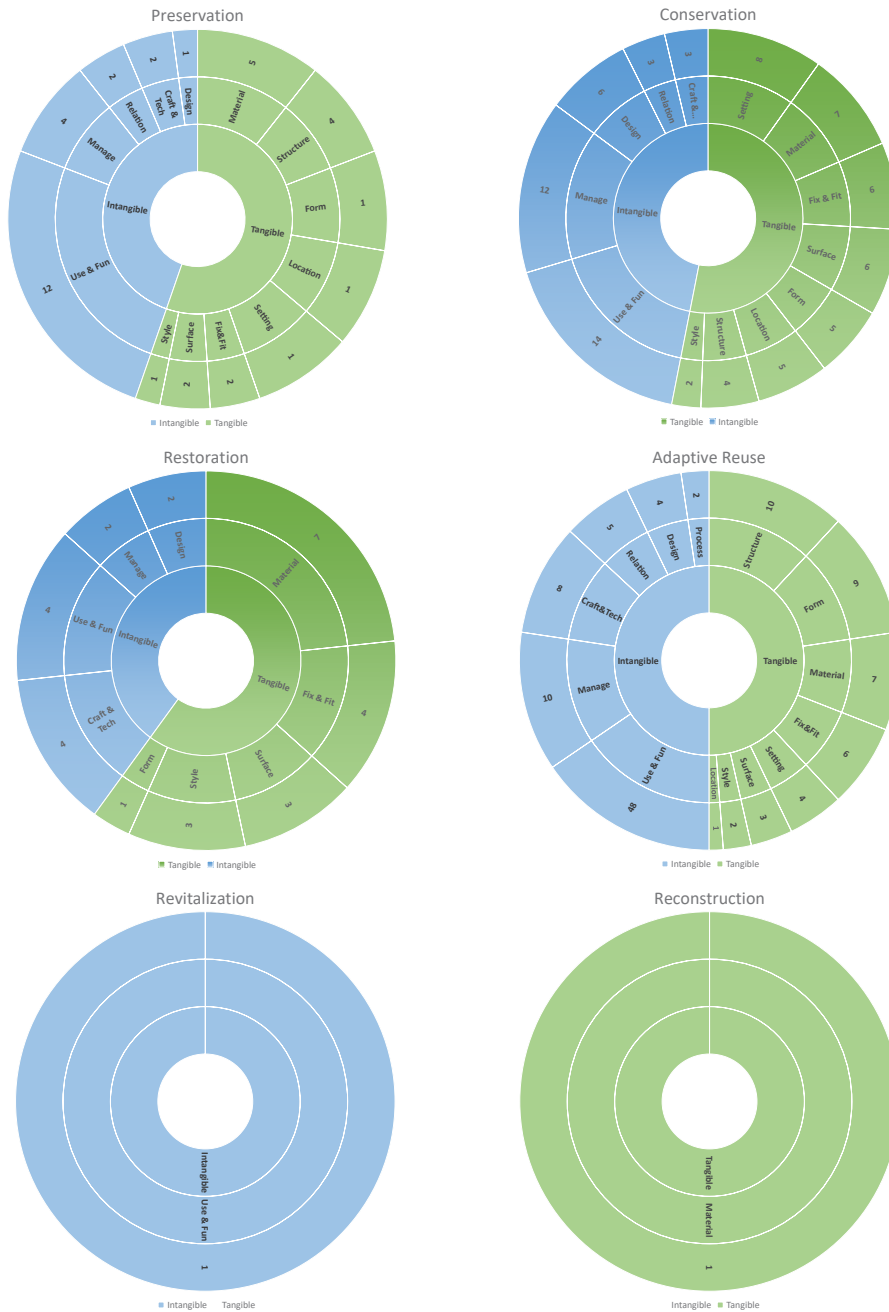 Preservation
5
4
1
1
1
2
2
1
12
4
2
2
1
Material
Structure
Form
Location
Setting
Fix&Fit
Surface
Style
Use & Fun
Manage
Relation
Craft &
Tech
Design
Intangible
Tangible
Intangible Tangible
Conservation
8
7
6
6
5
5
4
2
14
12
6
3
3
Setting
Material
Fix & Fit
Surface
Form
Location
Structure
Style
Use & Fun
Manage
Design
Relation
Craft &
...
Intangible
Tangible
Tangible Intangible
Restoration
7
4
3
3
1
4
4
2
2
Material
Fix & Fit
Surface
Style
Form
Craft &
Tech
Use & Fun
Manage
Design
Intangible
Tangible
Tangible Intangible
Adaptive Reuse
10
9
7
6
4
3
2
1
48
10
8
5
4
2
Structure
Form
Material
Fix&Fit
Setting
Surface
Style
Location
Use & Fun
Manage
Craft&Tech
Relation
Design
Process
Intangible
Tangible
Intangible Tangible
Revitalization
Intangible
Use & Fun
1
Intangible Tangible
Reconstruction
Tangible
Material
1
Intangible Tangible